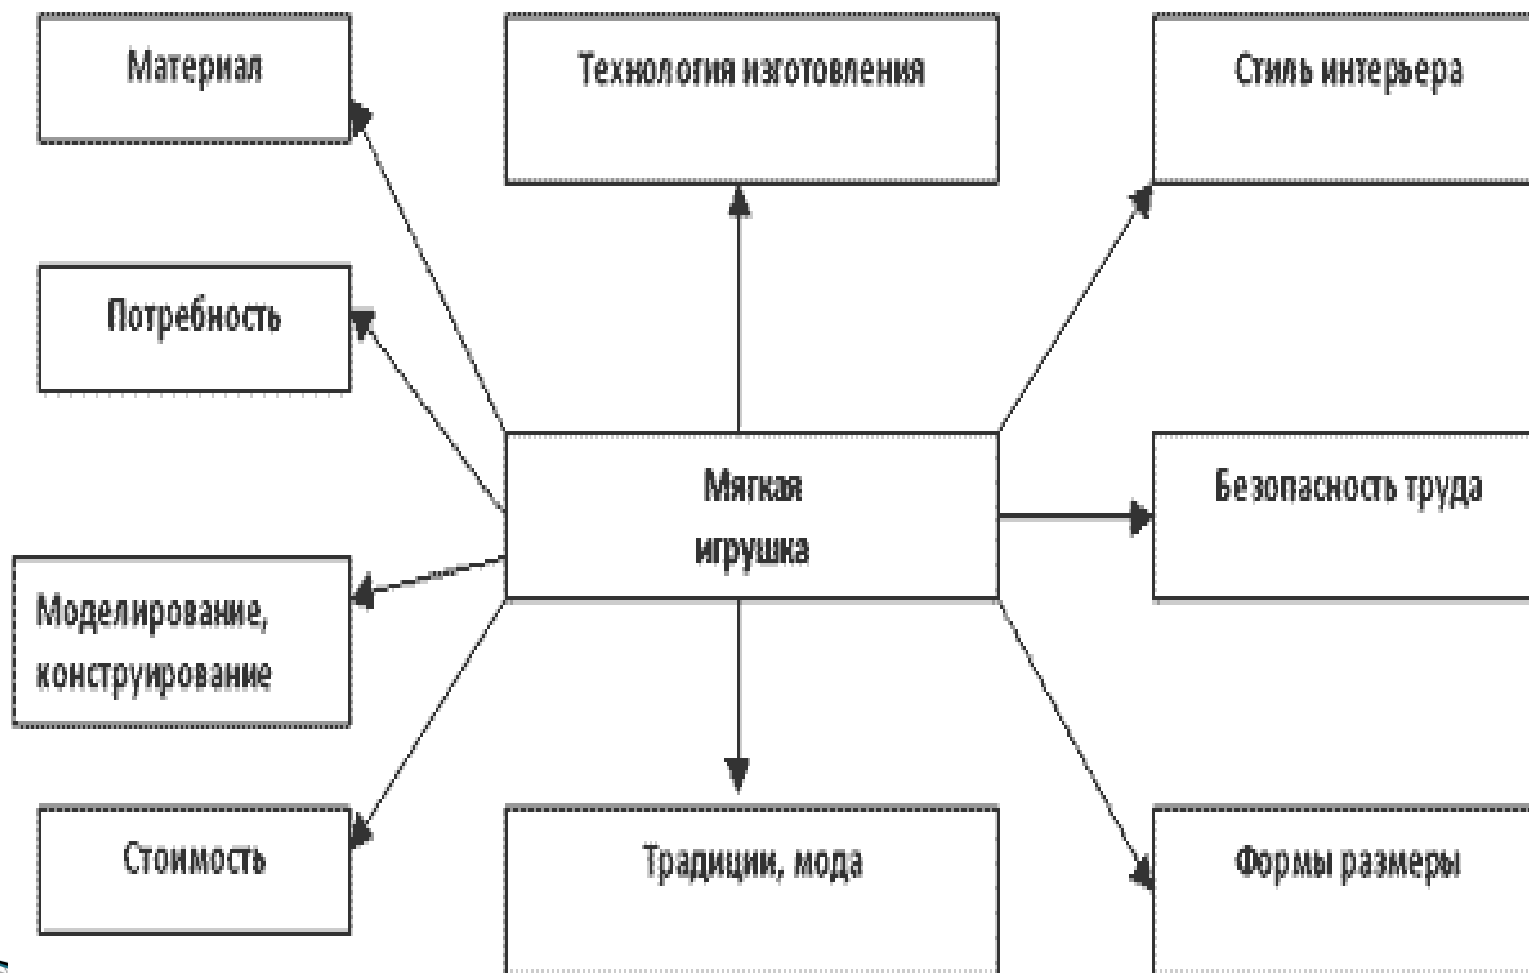 Материал
Технология изготовления
Стиль интерьера
Потребность
Мягкая
игрушка
Безопасность труда
Моделирование,
конструирование
Стоимость
Традиции, мода
Формы размеры